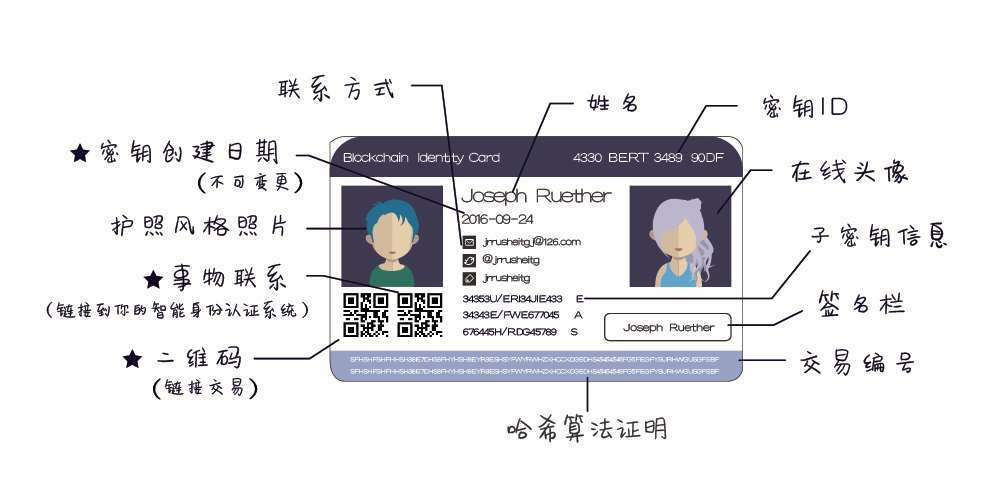 联系方式
姓名
密钥ID
★密钥创建日期
(不可变更)
在线头像
护照风格照片
子密钥信息
★事物联系
(链接到你的智能身份认证系统)
签名栏
★二维码
(链接交易)
交易编号
哈希算法证明
Blockchain Identity Card
4330 BERT 3489 90DF
Joseph Ruether
2016-09-24
jrrusheitg_j@126.com
@jrrusheitg
jrrusheitg
34353U/ERI34JIE433 E
34343E/FWE677045 A
676445H/RDG45789 S
Joseph Ruether